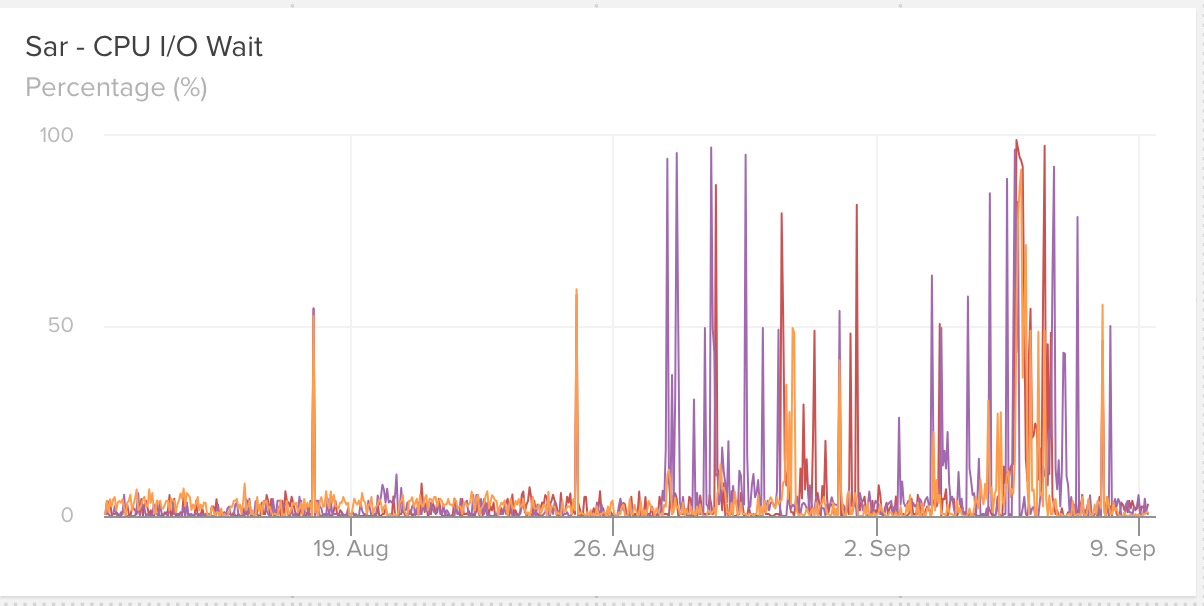 Sar - CPU I/O Wait
Percentage (%)
100
50
0
19. Aug
26. Aug
2. Sep
9. Sep